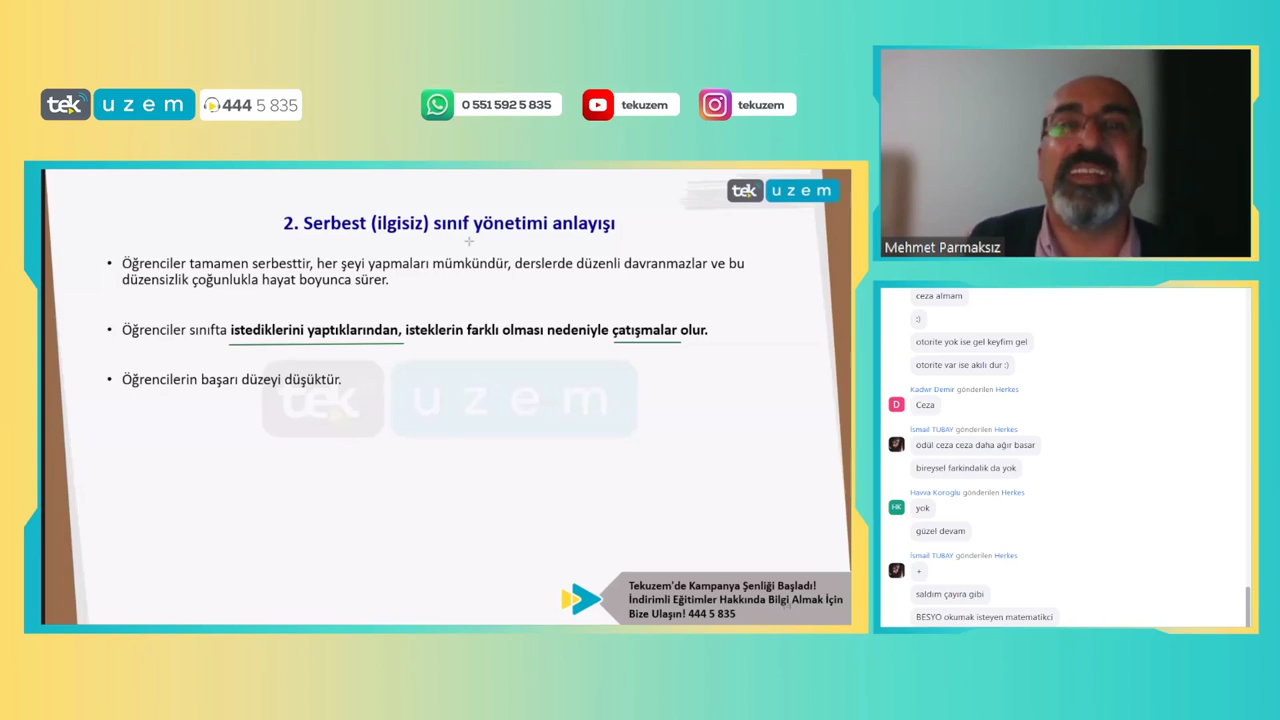 tek uzem 444 5 835
0 551 592 5 835
tekuzem
tekuzem
tek uzem
2. Serbest (ilgisiz) sınıf yönetimi anlayışı
• Öğrenciler tamamen serbesttir, her şeyi yapmaları mümkündür, derslerde düzenli davranmazlar ve bu
düzensizlik çoğunlukla hayat boyunca sürer.
• Öğrenciler sınıfta istediklerini yaptıklarından, isteklerin farklı olması nedeniyle çatışmalar olur.
• Öğrencilerin başarı düzeyi düşüktür.
tek uzem
Tekuzem'de Kampanya Şenliği Başladı!
İndirimli Eğitimler Hakkında Bilgi Almak İçin
Bize Ulaşın! 444 5 835
Mehmet Parmaksız
ceza almam
:)
otorite yok ise gel keyfim gel
otorite var ise akılı dur :)
Kadwr Demir gönderilen Herkes
D
Ceza
İsmail TUBAY gönderilen Herkes
ödül ceza ceza daha ağır basar
bireysel farkindalik da yok
Havva Koroglu gönderilen Herkes
HK
yok
güzel devam
İsmail TUBAY gönderilen Herkes
+
saldım çayıra gibi
BESYO okumak isteyen matematikci